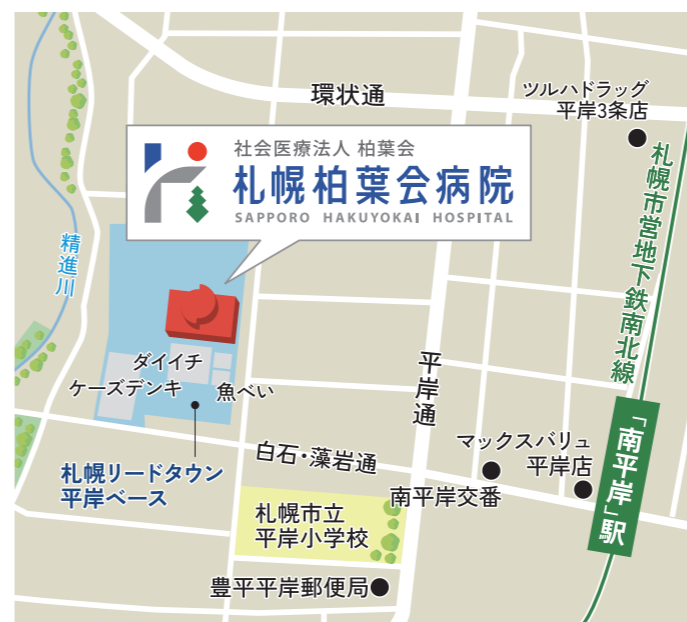 環状通
ツルハドラッグ
平岸3条店
社会医療法人 柏葉会
札幌柏葉会病院
SAPPORO HAKUYOKAI HOSPITAL
札幌市営地下鉄南北線
精進川
ダイイチ
ケーズデンキ
魚べい
平岸通
「南平岸」駅
マックスバリュ
平岸店
白石・藻岩通
札幌リードタウン
平岸ベース
南平岸交番
札幌市立
平岸小学校
豊平平岸郵便局